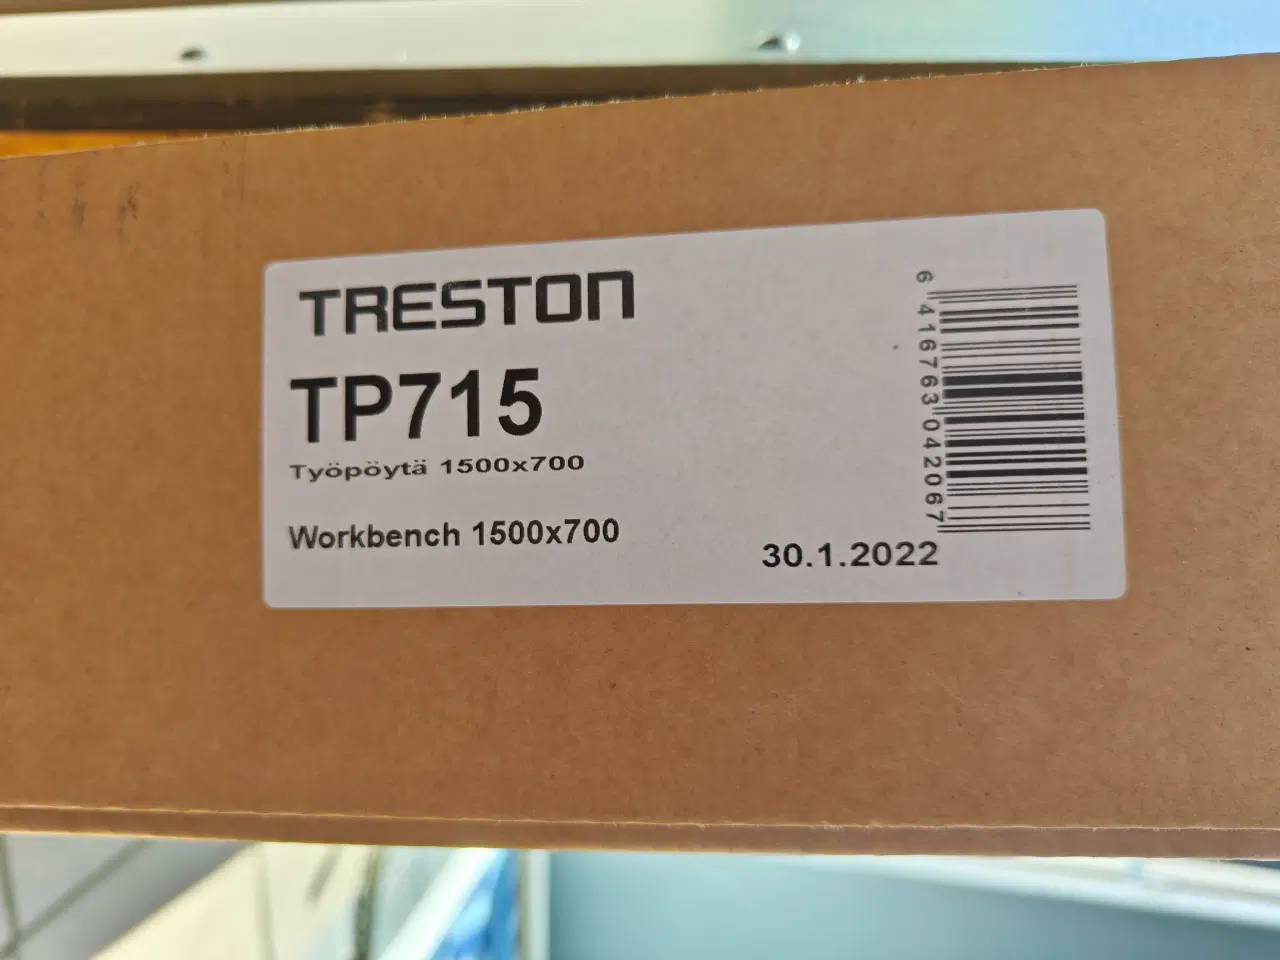 TRESTON
TP715
Työpöytä 1500x700
Workbench 1500x700
30.1.2022
6 416763 042067